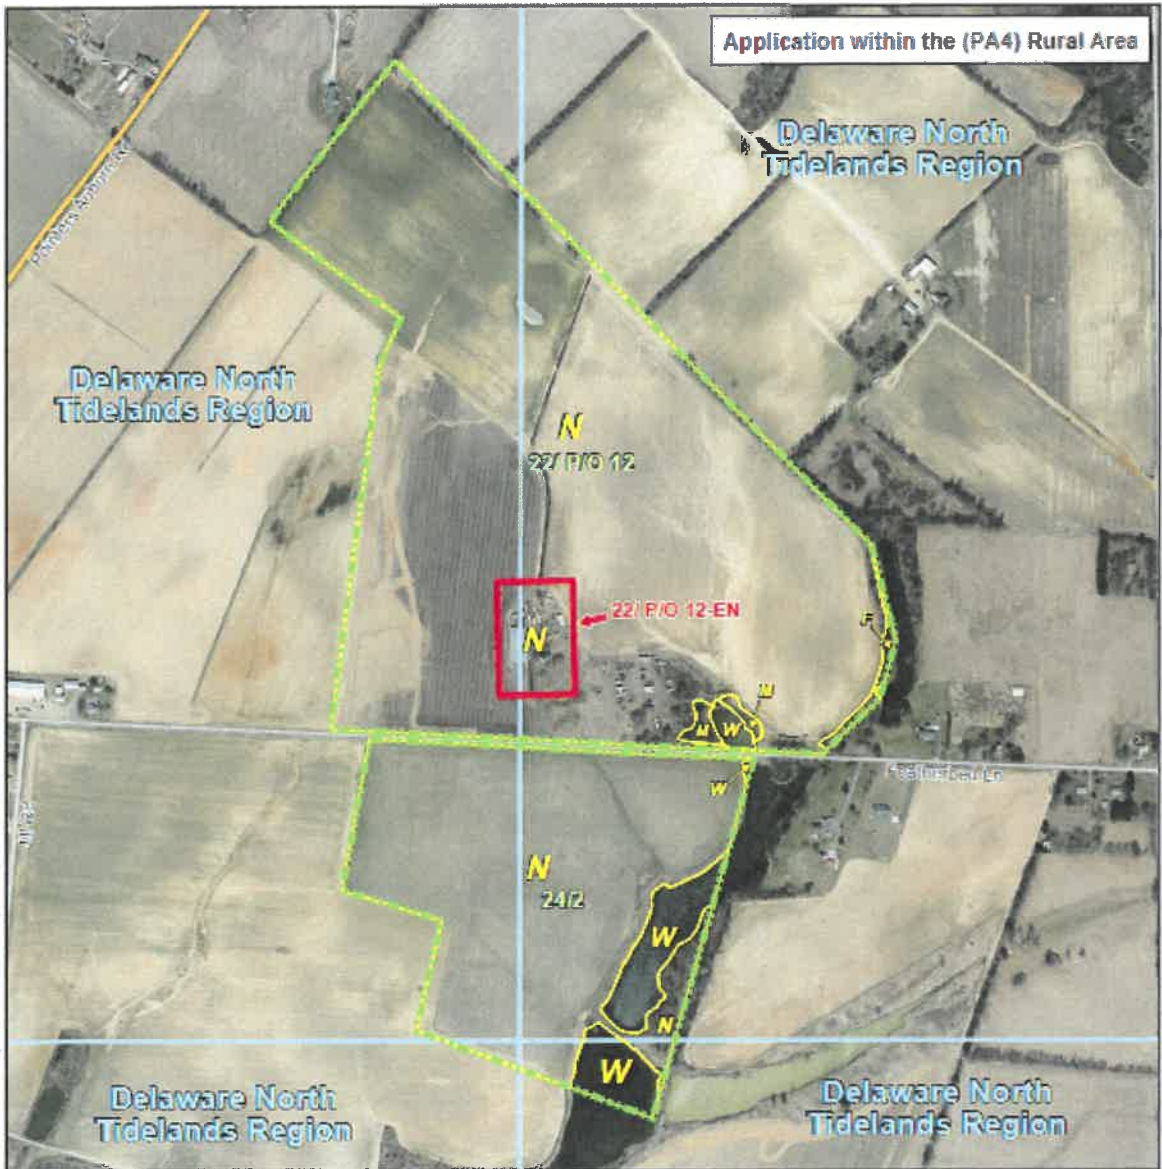 Application within the (PA4) Rural Area
Delaware North
Tidelands Region
Delaware North
Tidelands Region
N
22/ P/O 12
22/ P/O 12-EN
N
F
M
M
W
W
N
24/2
W
N
W
Delaware North
Tidelands Region
Delaware North
Tidelands Region